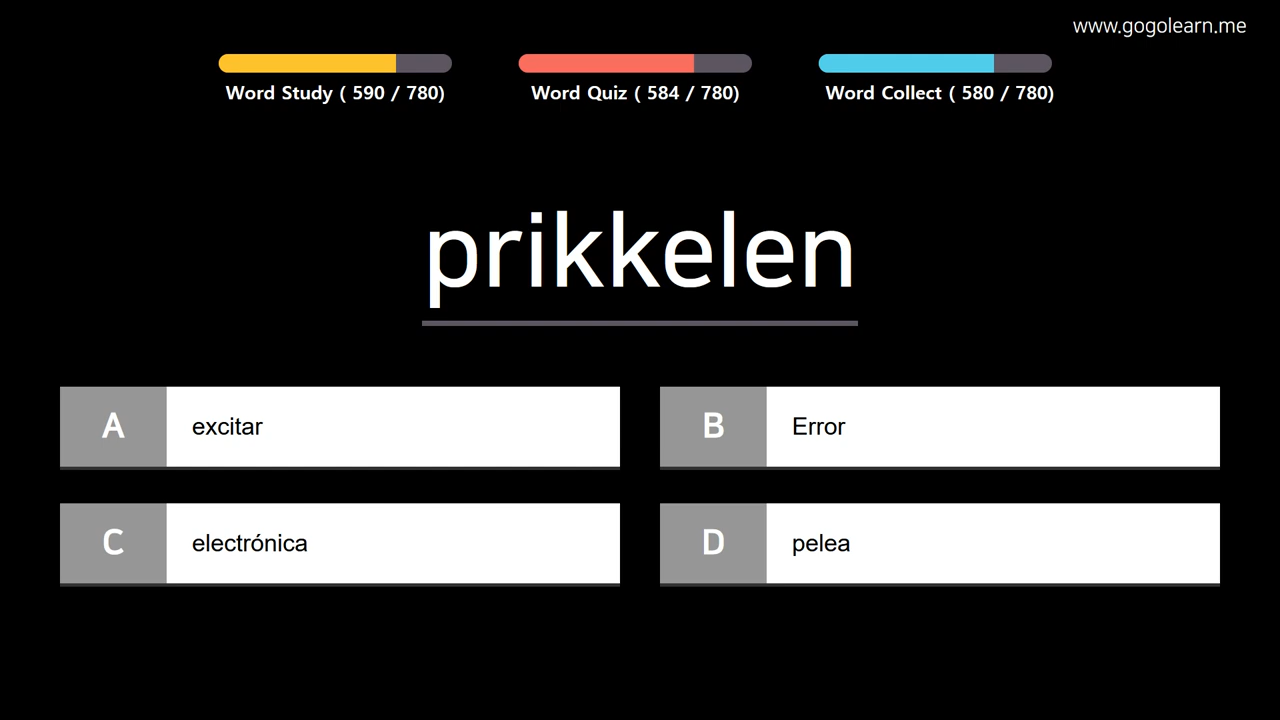 www.gogolearn.me
Word Study ( 590 / 780)
Word Quiz ( 584 / 780)
Word Collect ( 580 / 780)
prikkelen
A
excitar
B
Error
C
electrónica
D
pelea